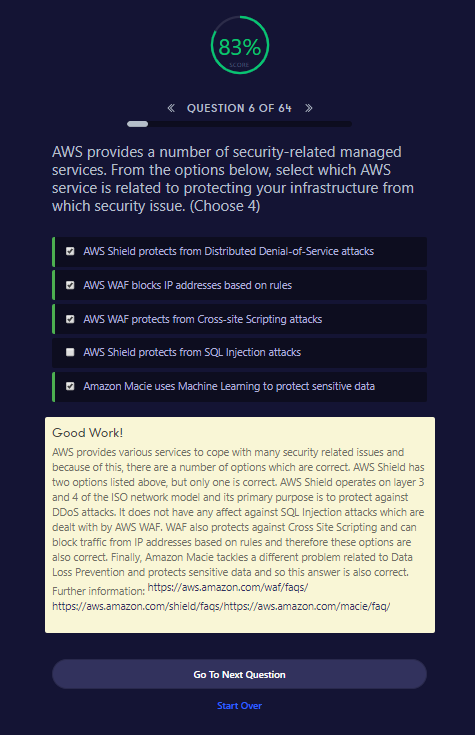 83%
SCORE
« QUESTION 6 OF 64 »
AWS provides a number of security-related managed
services. From the options below, select which AWS
service is related to protecting your infrastructure from
which security issue. (Choose 4)
AWS Shield protects from Distributed Denial-of-Service attacks
AWS WAF blocks IP addresses based on rules
AWS WAF protects from Cross-site Scripting attacks
AWS Shield protects from SQL Injection attacks
Amazon Macie uses Machine Learning to protect sensitive data
Good Work!
AWS provides various services to cope with many security related issues and
because of this, there are a number of options which are correct. AWS Shield has
two options listed above, but only one is correct. AWS Shield operates on layer 3
and 4 of the ISO network model and its primary purpose is to protect against
DDoS attacks. It does not have any affect against SQL Injection attacks which are
dealt with by AWS WAF. WAF also protects against Cross Site Scripting and can
block traffic from IP addresses based on rules and therefore these options are
also correct. Finally, Amazon Macie tackles a different problem related to Data
Loss Prevention and protects sensitive data and so this answer is also correct.
Further information: https://aws.amazon.com/waf/faqs/
https://aws.amazon.com/shield/faqs/https://aws.amazon.com/macie/faq/
Go To Next Question
Start Over